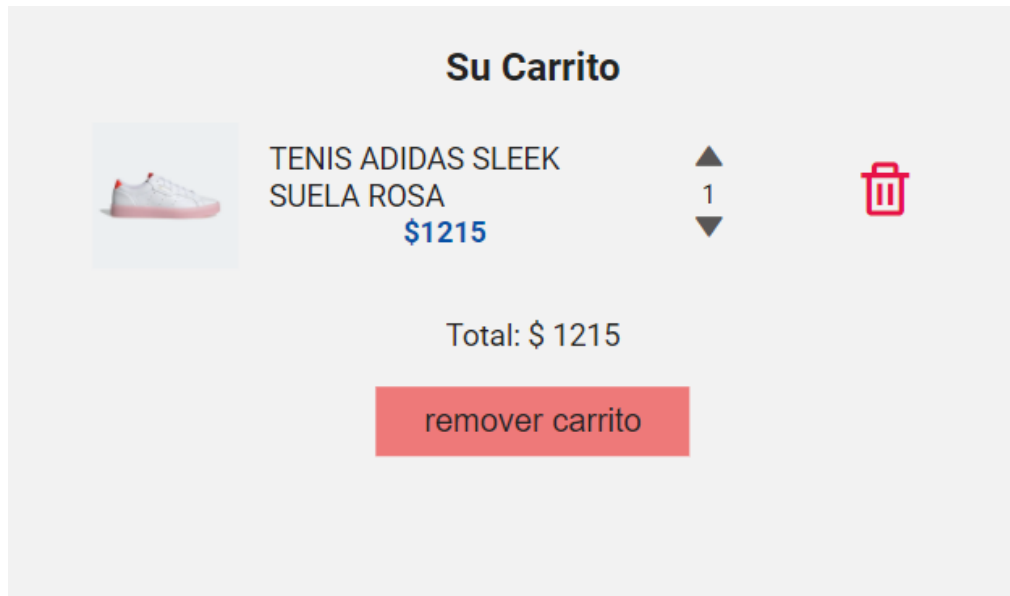 Su Carrito
TENIS ADIDAS SLEEK
SUELA ROSA
$1215
1
Total: $ 1215
remover carrito